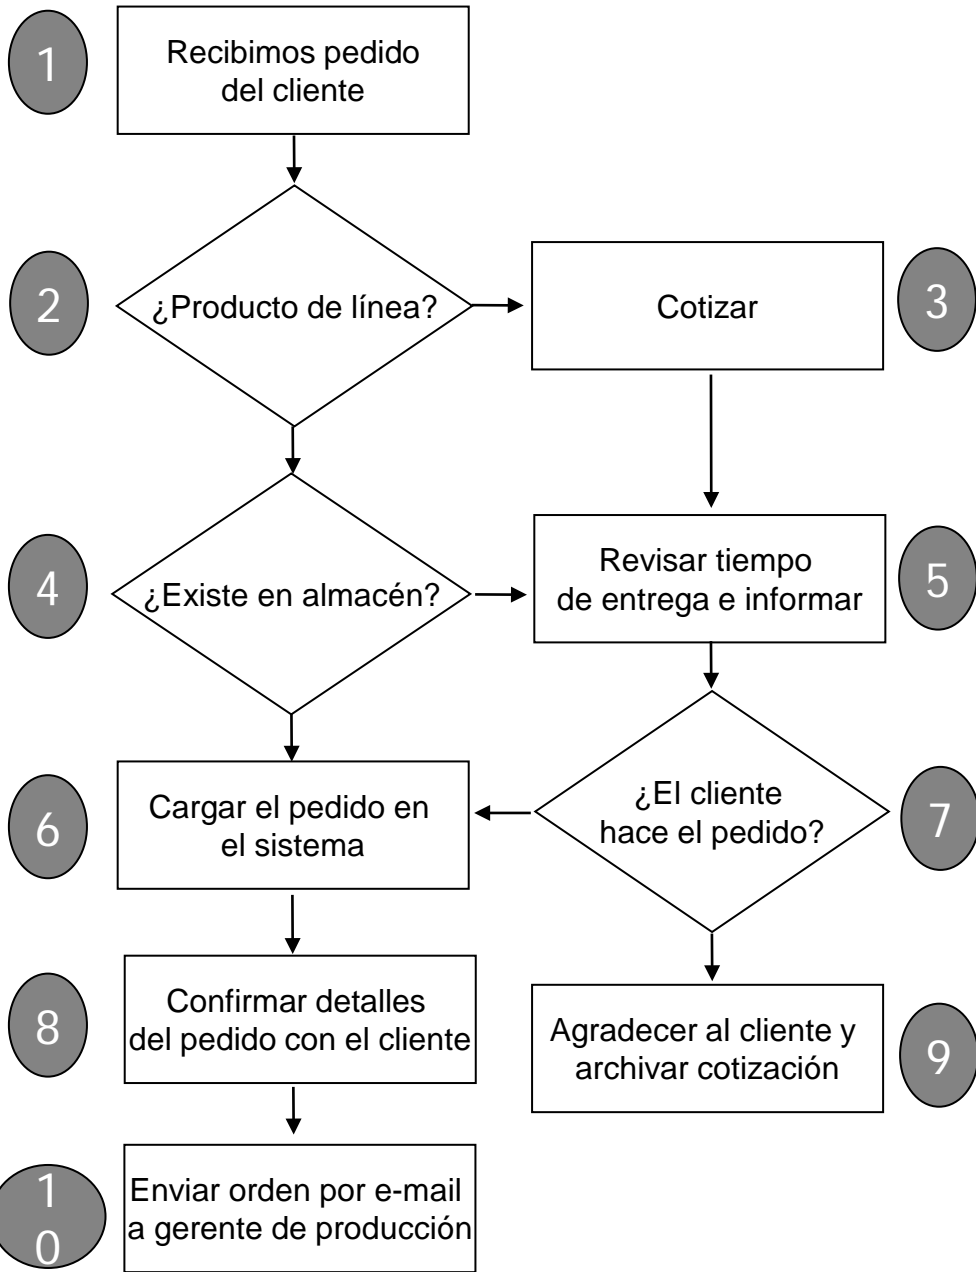 1
Recibimos pedido
del cliente
2
¿Producto de línea?
Cotizar
3
4
¿Existe en almacén?
Revisar tiempo
de entrega e informar
5
6
Cargar el pedido en
el sistema
¿El cliente
hace el pedido?
7
8
Confirmar detalles
del pedido con el cliente
Agradecer al cliente y
archivar cotización
9
1
0
Enviar orden por e-mail
a gerente de producción